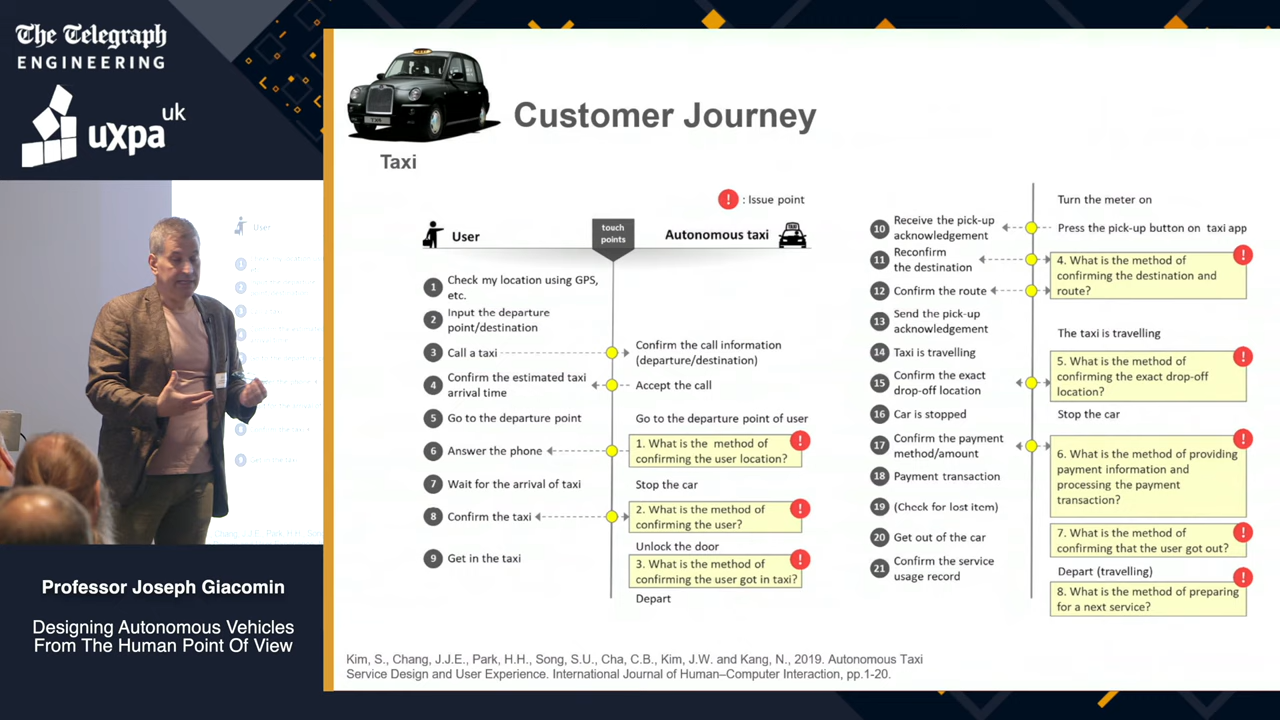 The Telegraph
ENGINEERING
uxpa uk
Professor Joseph Giacomin
Designing Autonomous Vehicles
From The Human Point Of View
Customer Journey
Taxi
! : Issue point
User
touch
points
Autonomous taxi
1 Check my location using GPS,
etc.
2 Input the departure
point/destination
3 Call a taxi
Confirm the call information
(departure/destination)
4 Confirm the estimated taxi
arrival time
Accept the call
5 Go to the departure point
Go to the departure point of user
6 Answer the phone
1. What is the method of
confirming the user location?
!
7 Wait for the arrival of taxi
Stop the car
8 Confirm the taxi
2. What is the method of
confirming the user?
!
Unlock the door
9 Get in the taxi
3. What is the method of
confirming the user got in taxi?
!
Depart
Turn the meter on
10 Receive the pick-up
acknowledgement
Press the pick-up button on taxi app
11 Reconfirm
the destination
4. What is the method of
confirming the destination and
route?
!
12 Confirm the route
13 Send the pick-up
acknowledgement
The taxi is travelling
14 Taxi is travelling
15 Confirm the exact
drop-off location
5. What is the method of
confirming the exact drop-off
location?
!
16 Car is stopped
Stop the car
17 Confirm the payment
method/amount
6. What is the method of providing
payment information and
processing the payment
transaction?
!
18 Payment transaction
19 (Check for lost item)
20 Get out of the car
7. What is the method of
confirming that the user got out?
!
21 Confirm the service
usage record
Depart (travelling)
8. What is the method of preparing
for a next service?
!
Kim, S., Chang, J.J.E., Park, H.H., Song, S.U., Cha, C.B., Kim, J.W. and Kang, N., 2019. Autonomous Taxi
Service Design and User Experience. International Journal of Human–Computer Interaction, pp.1-20.